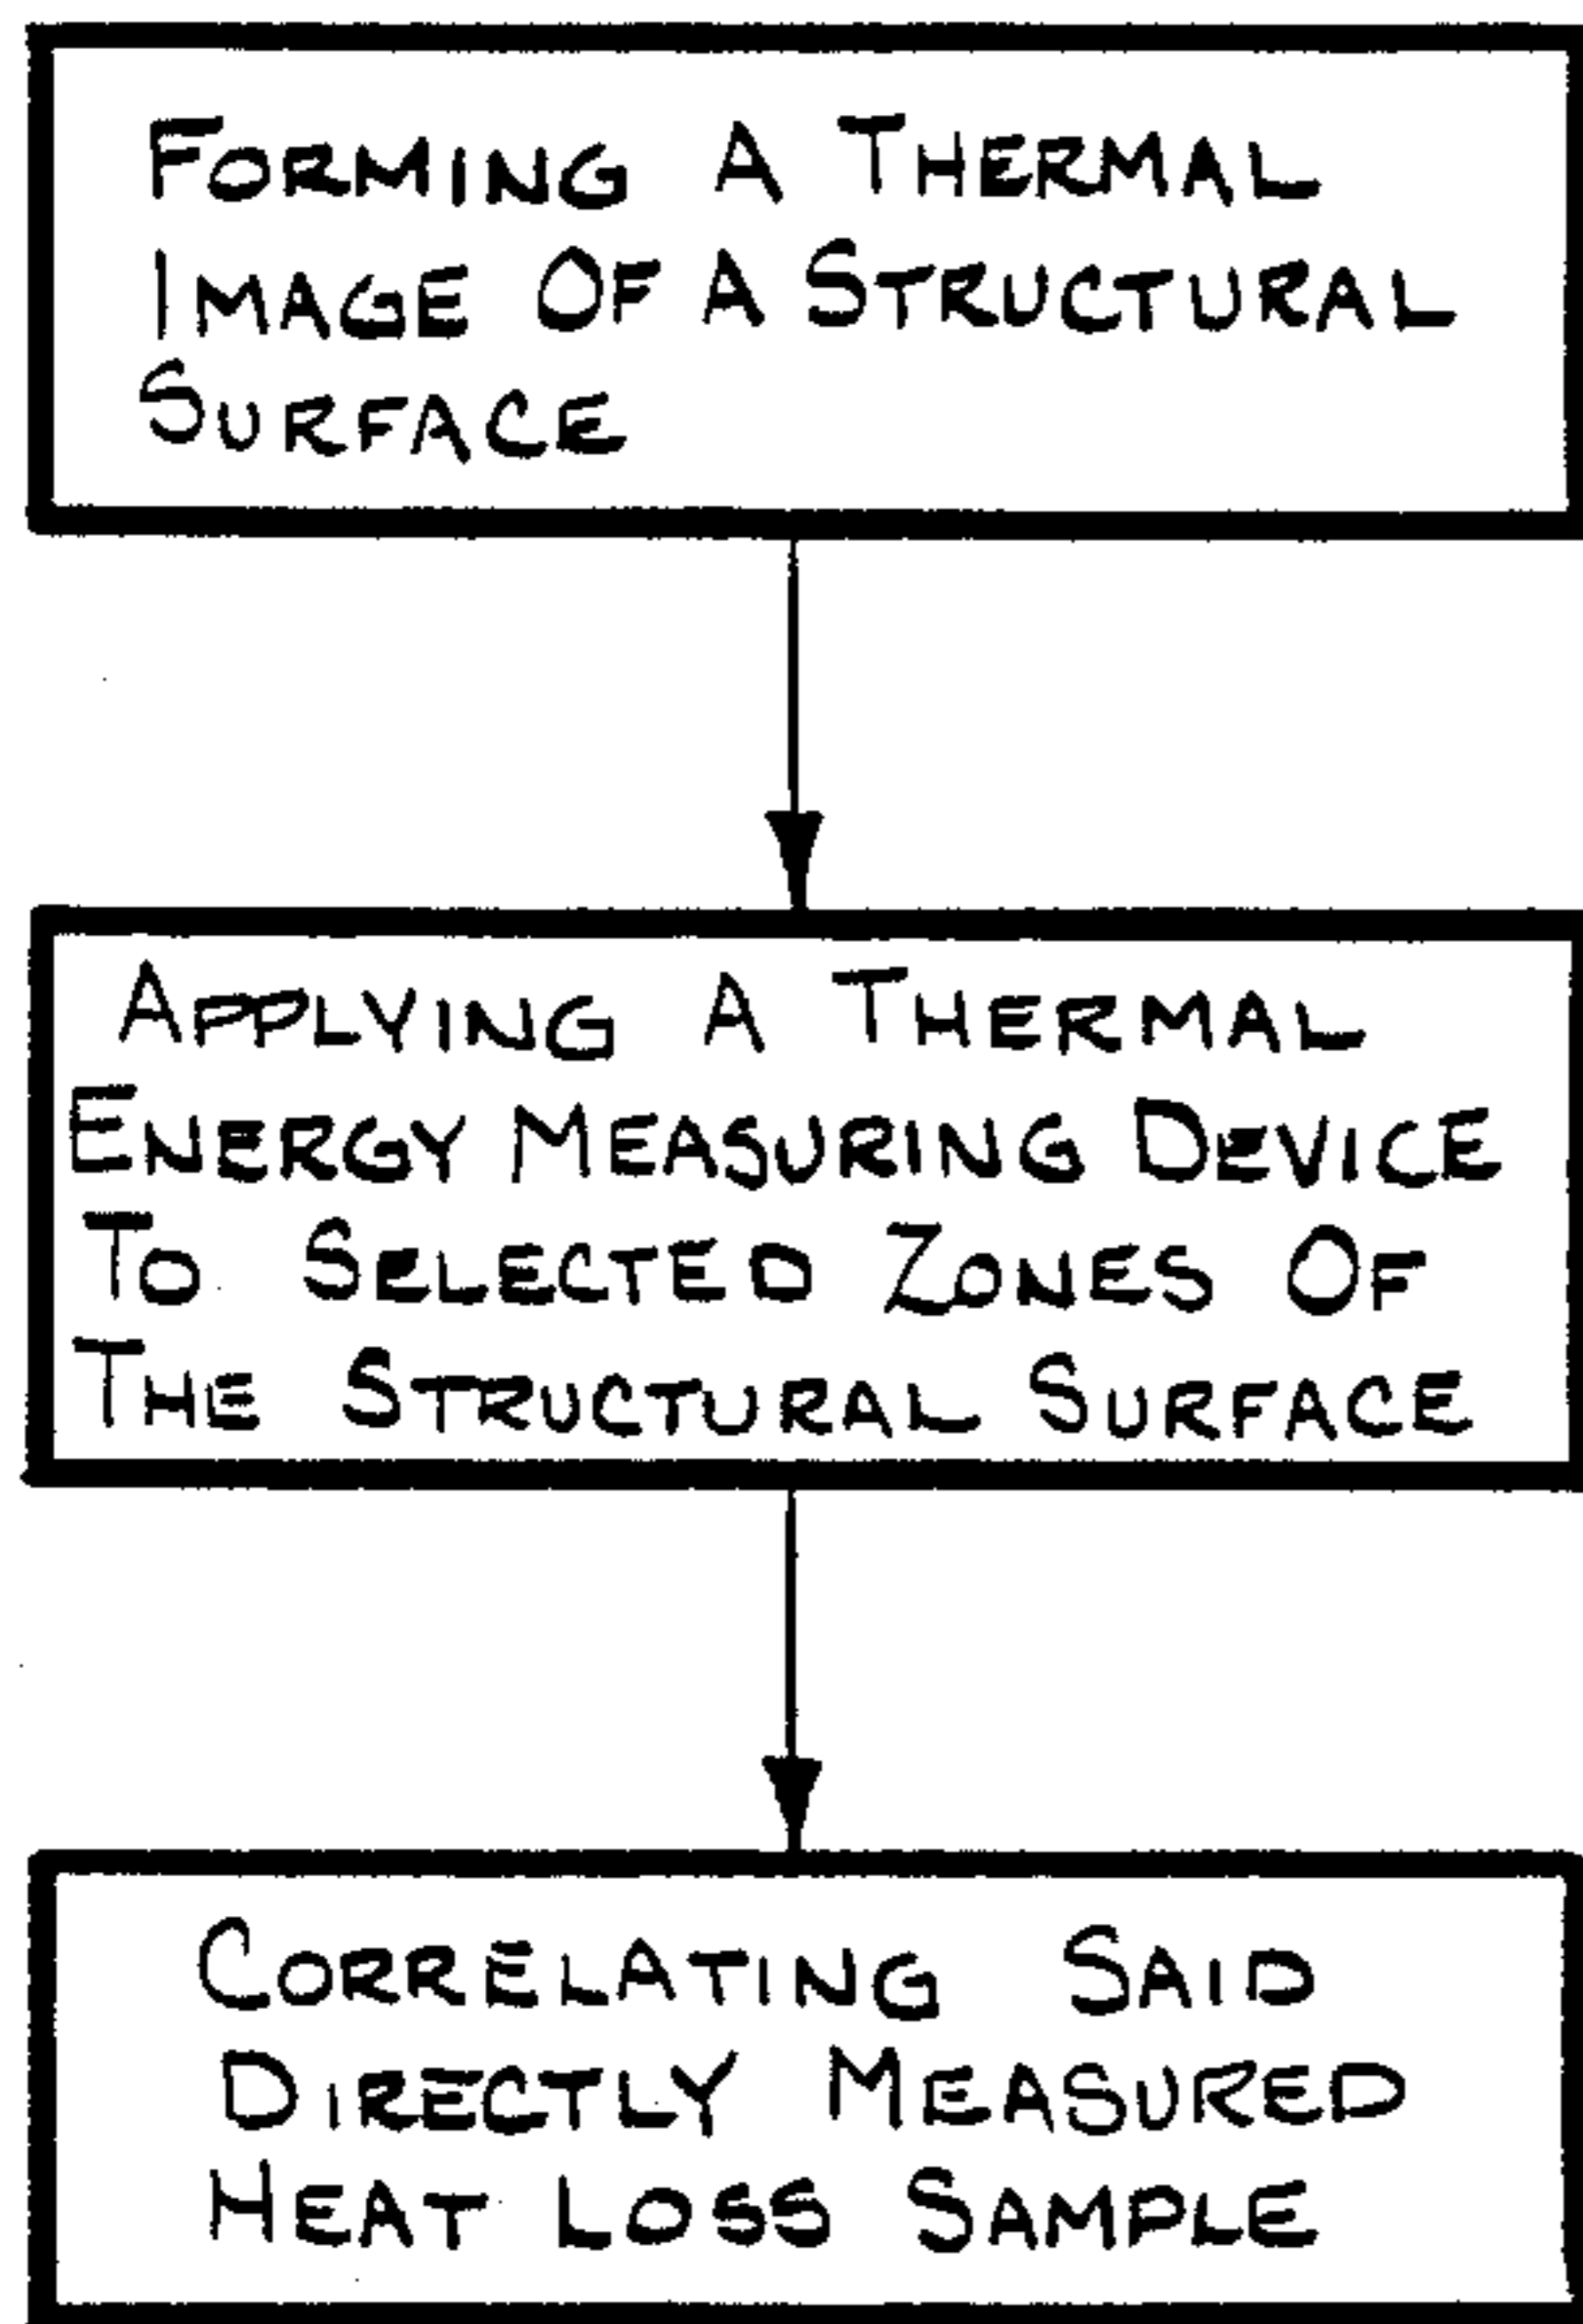 FORMING A THERMAL
IMAGE OF A STRUCTURAL
SURFACE
APPLYING A THERMAL
ENERGY MEASURING DEVICE
TO SELECTED ZONES OF
THE STRUCTURAL SURFACE
CORRELATING SAID
DIRECTLY MEASURED
HEAT LOSS SAMPLE